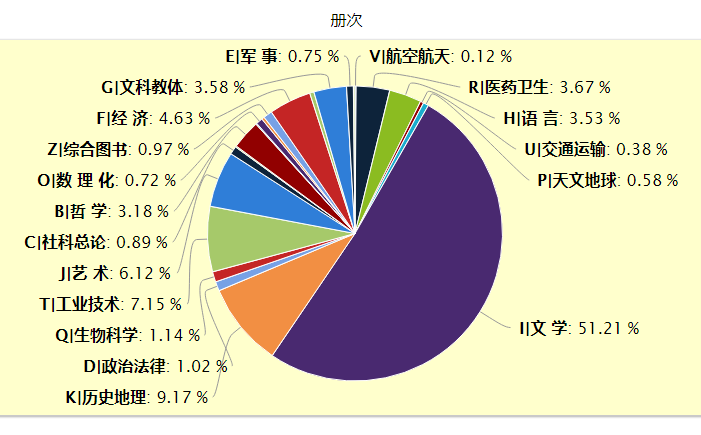 册次
E|军 事: 0.75 %
V|航空航天: 0.12 %
G|文科教体: 3.58 %
R|医药卫生: 3.67 %
F|经 济: 4.63 %
H|语 言: 3.53 %
Z|综合图书: 0.97 %
U|交通运输: 0.38 %
O|数 理 化: 0.72 %
P|天文地球: 0.58 %
B|哲 学: 3.18 %
C|社科总论: 0.89 %
J|艺 术: 6.12 %
T|工业技术: 7.15 %
I|文 学: 51.21 %
Q|生物科学: 1.14 %
D|政治法律: 1.02 %
K|历史地理: 9.17 %